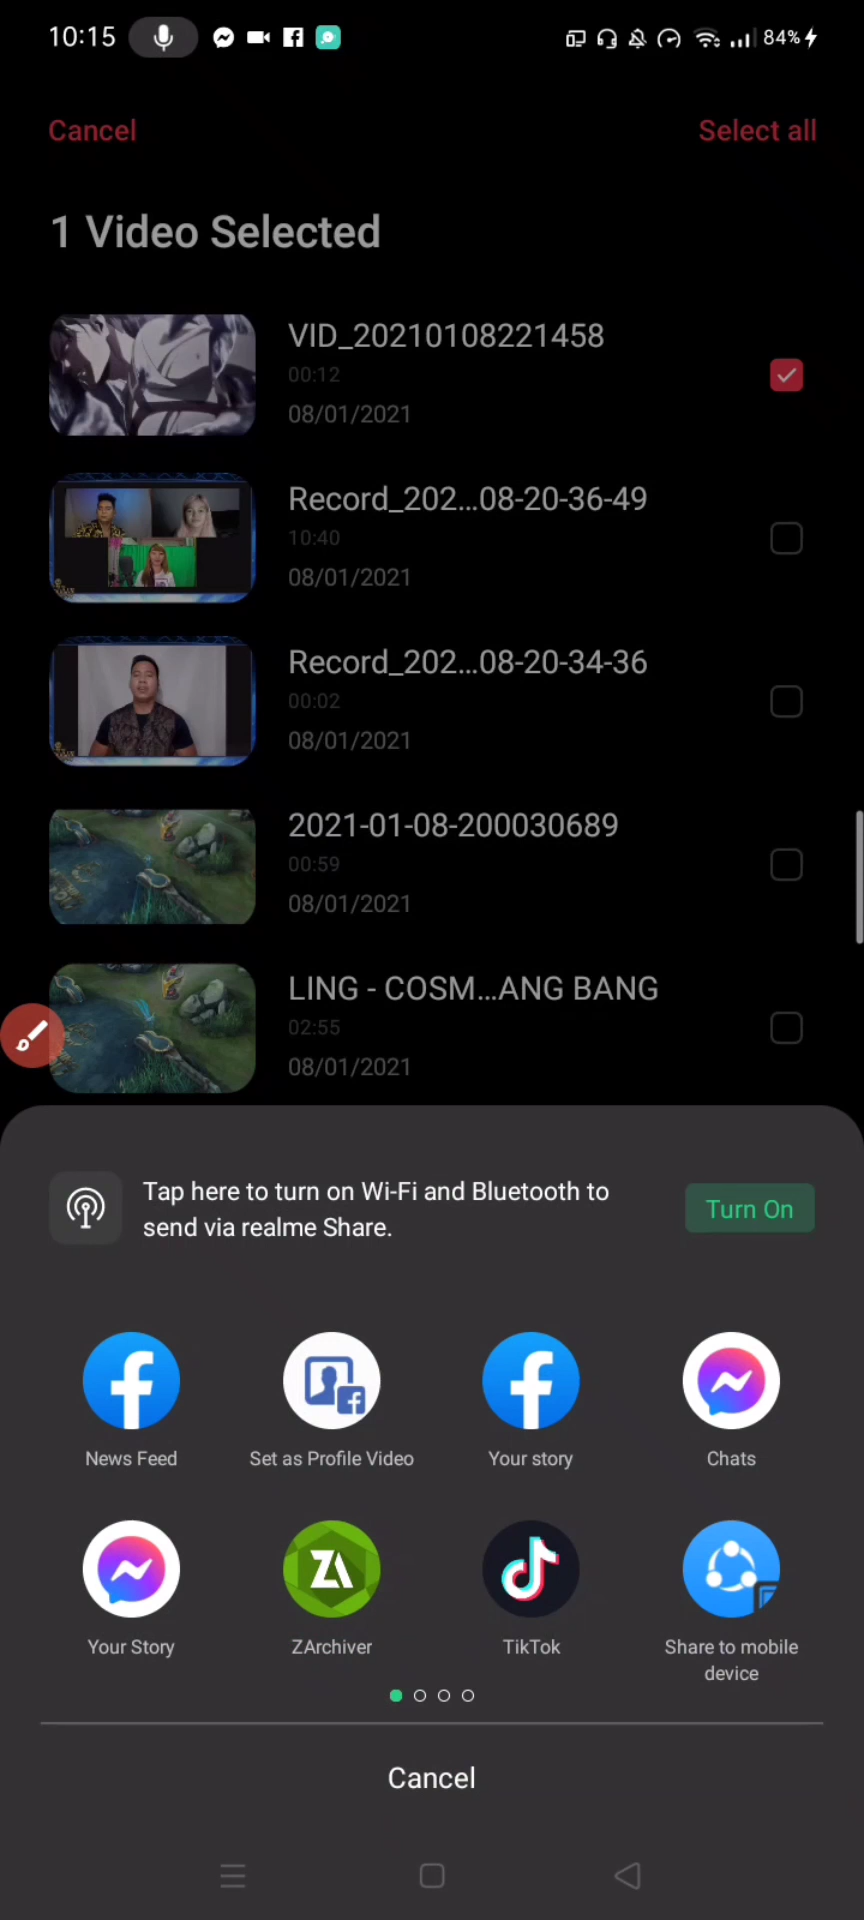 10:15
84%
Cancel
Select all
1 Video Selected
VID_20210108221458
00:12
08/01/2021
Record_202...08-20-36-49
10:40
08/01/2021
Record_202...08-20-34-36
00:02
08/01/2021
2021-01-08-200030689
00:59
08/01/2021
LING - COSM...ANG BANG
02:55
08/01/2021
Tap here to turn on Wi-Fi and Bluetooth to
send via realme Share.
Turn On
News Feed
Set as Profile Video
Your story
Chats
Your Story
ZArchiver
TikTok
Share to mobile
device
Cancel